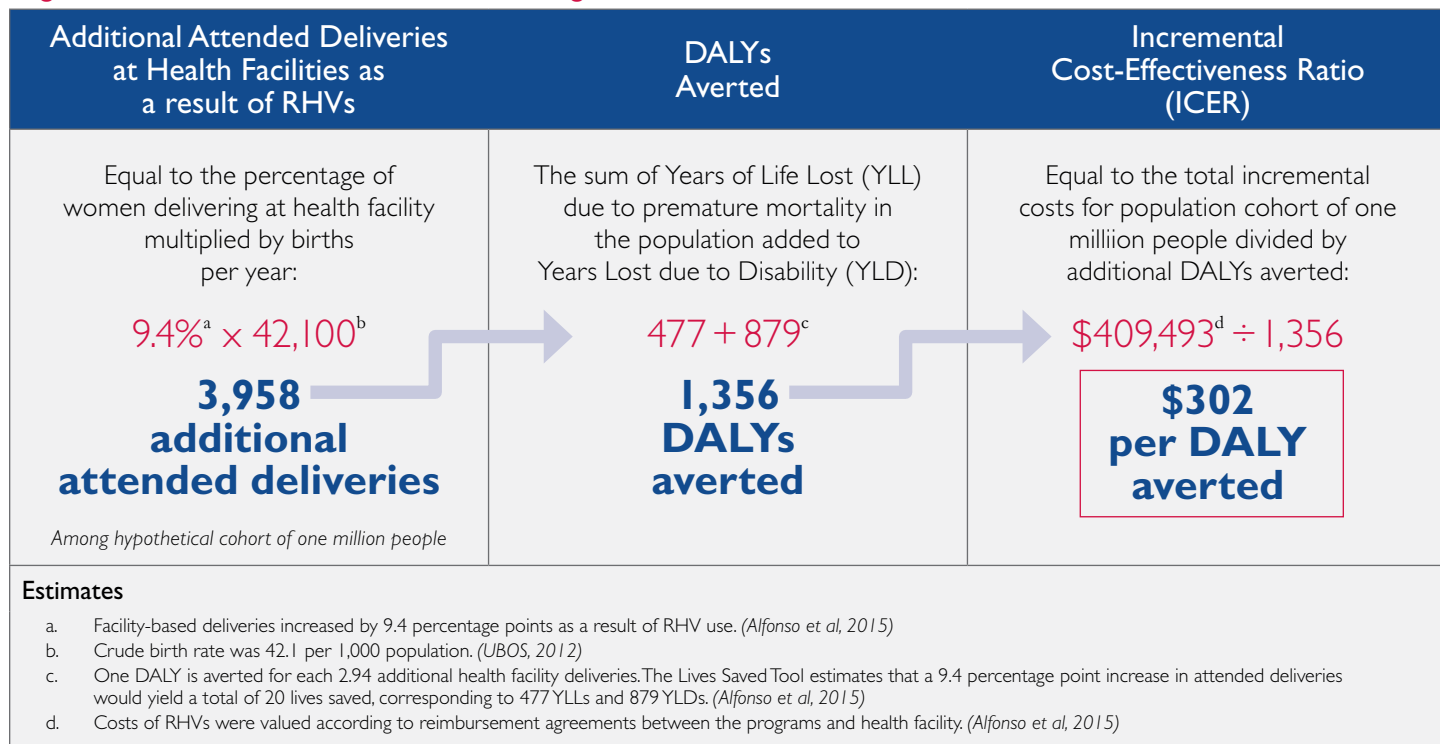 Additional Attended Deliveries
at Health Facilities as
a result of RHVs
DALYs
Averted
Incremental
Cost-Effectiveness Ratio
(ICER)
Equal to the percentage of
women delivering at health facility
multiplied by births
per year:
9.4%a x 42,100b
3,958
additional
attended deliveries
Among hypothetical cohort of one million people
The sum of Years of Life Lost (YLL)
due to premature mortality in
the population added to
Years Lost due to Disability (YLD):
477 + 879c
1,356
DALYs
averted
Equal to the total incremental
costs for population cohort of one
milliion people divided by
additional DALYs averted:
$409,493d ÷ 1,356
$302
per DALY
averted
Estimates
a. Facility-based deliveries increased by 9.4 percentage points as a result of RHV use. (Alfonso et al, 2015)
b. Crude birth rate was 42.1 per 1,000 population. (UBOS, 2012)
c. One DALY is averted for each 2.94 additional health facility deliveries. The Lives Saved Tool estimates that a 9.4 percentage point increase in attended deliveries
would yield a total of 20 lives saved, corresponding to 477 YLLs and 879 YLDs. (Alfonso et al, 2015)
d. Costs of RHVs were valued according to reimbursement agreements between the programs and health facility. (Alfonso et al, 2015)